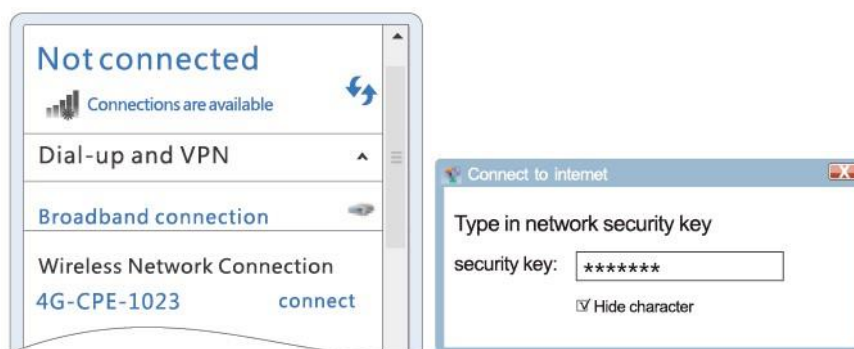 Not connected
Connections are available
Dial-up and VPN
Broadband connection
Wireless Network Connection
4G-CPE-1023 connect
Connect to internet
X
Type in network security key
security key: *******
Hide character